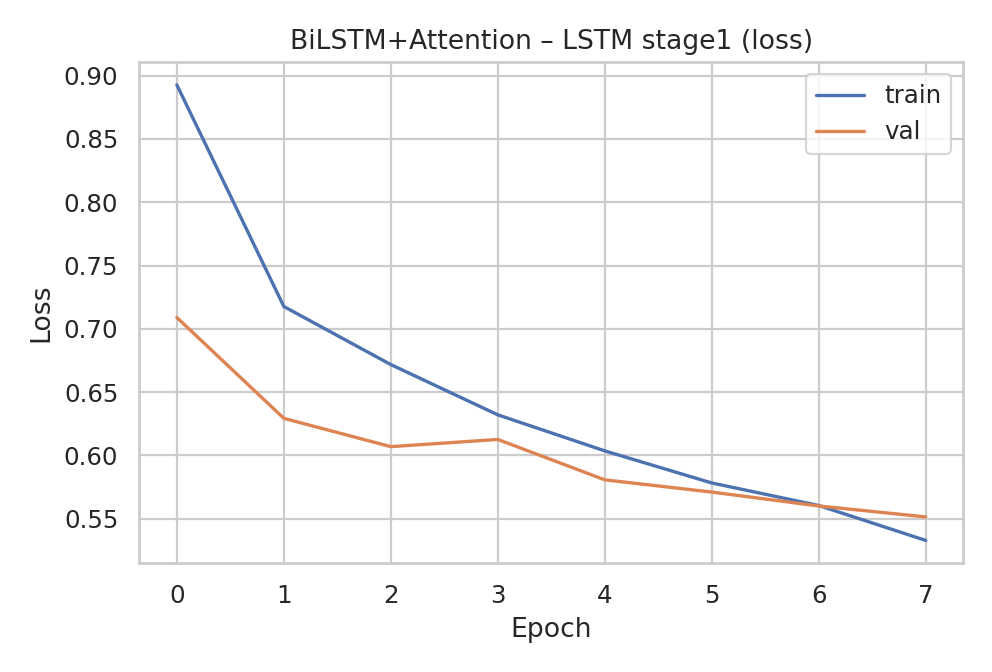 BiLSTM+Attention – LSTM stage1 (loss)
train
val
0.90
0.85
0.80
0.75
0.70
0.65
0.60
0.55
Loss
0 1 2 3 4 5 6 7
Epoch